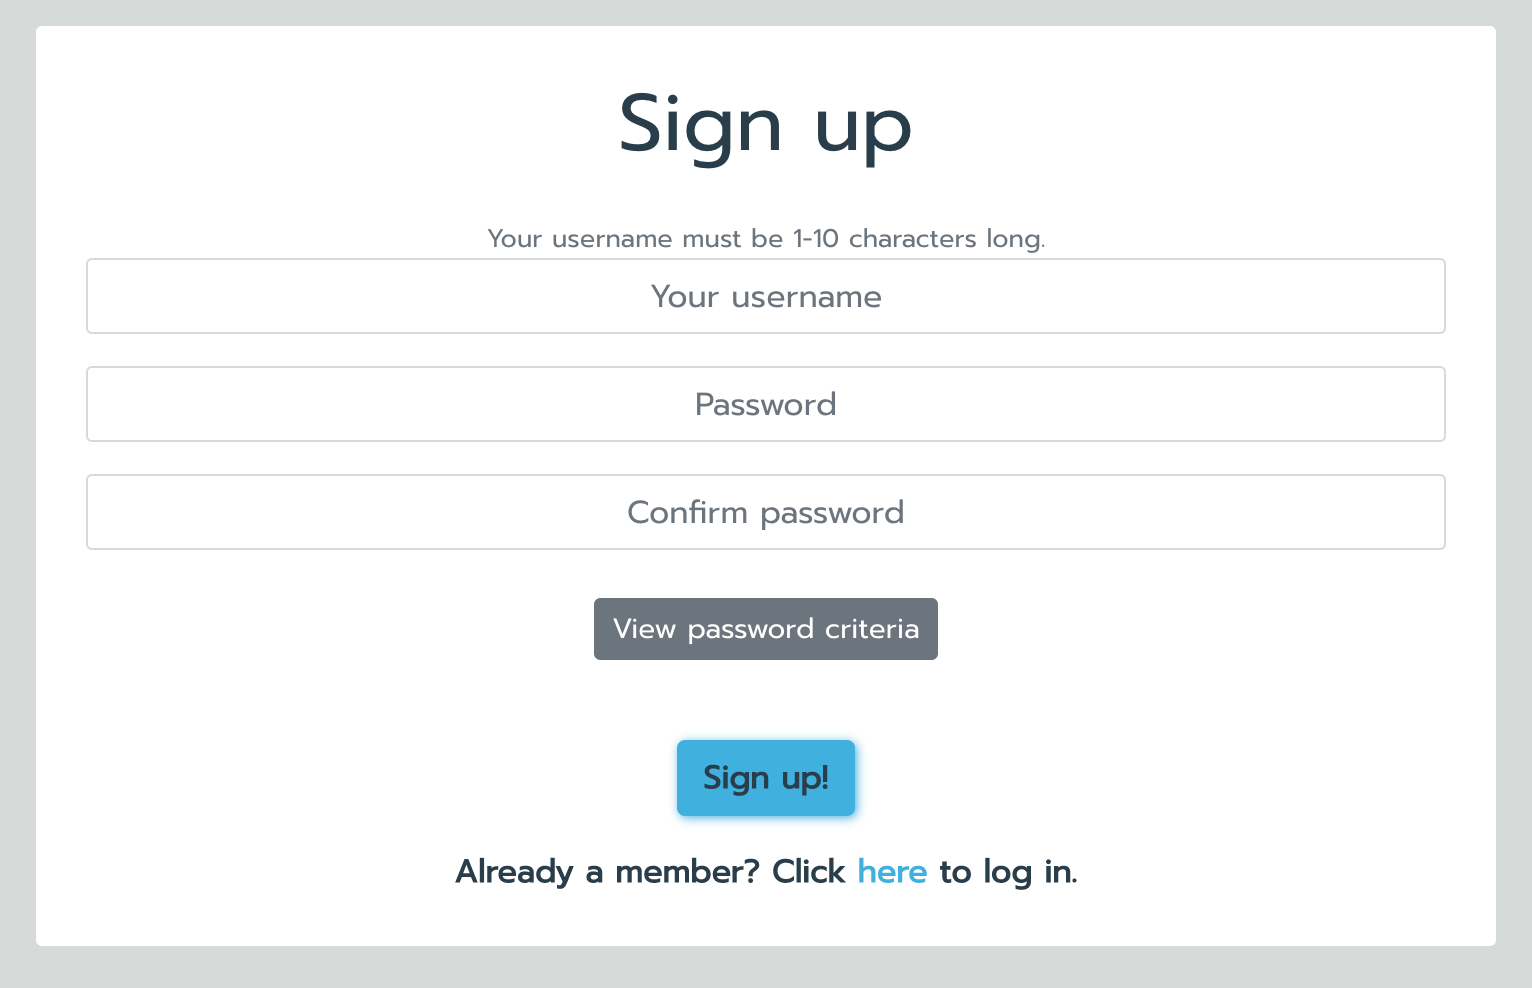 Sign up
Your username must be 1-10 characters long.
Your username
Password
Confirm password
View password criteria
Sign up!
Already a member? Click here to log in.